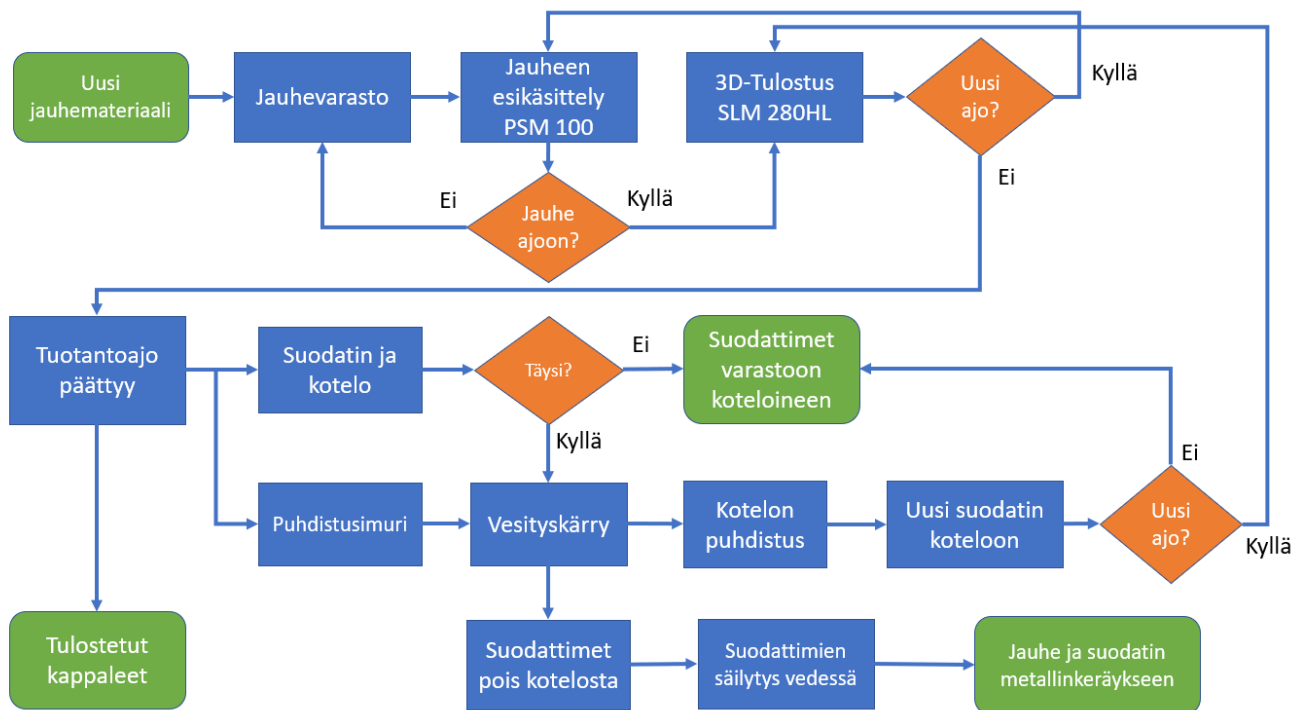 Uusi
jauhemateriaali
Jauhevarasto
Jauheen
esikäsittely
PSM 100
3D-Tulostus
SLM 280HL
Uusi
ajo?
Kyllä
Ei
Ei
Kyllä
Jauhe
ajoon?
Tuotantoajo
päättyy
Suodatin ja
kotelo
Täysi?
Ei
Kyllä
Suodattimet
varastoon
koteloineen
Puhdistusimuri
Vesityskärry
Kotelon
puhdistus
Uusi suodatin
koteloon
Uusi
ajo?
Ei
Kyllä
Tulostetut
kappaleet
Suodattimet
pois kotelosta
Suodattimien
säilytys vedessä
Jauhe ja suodatin
metallinkeräykseen